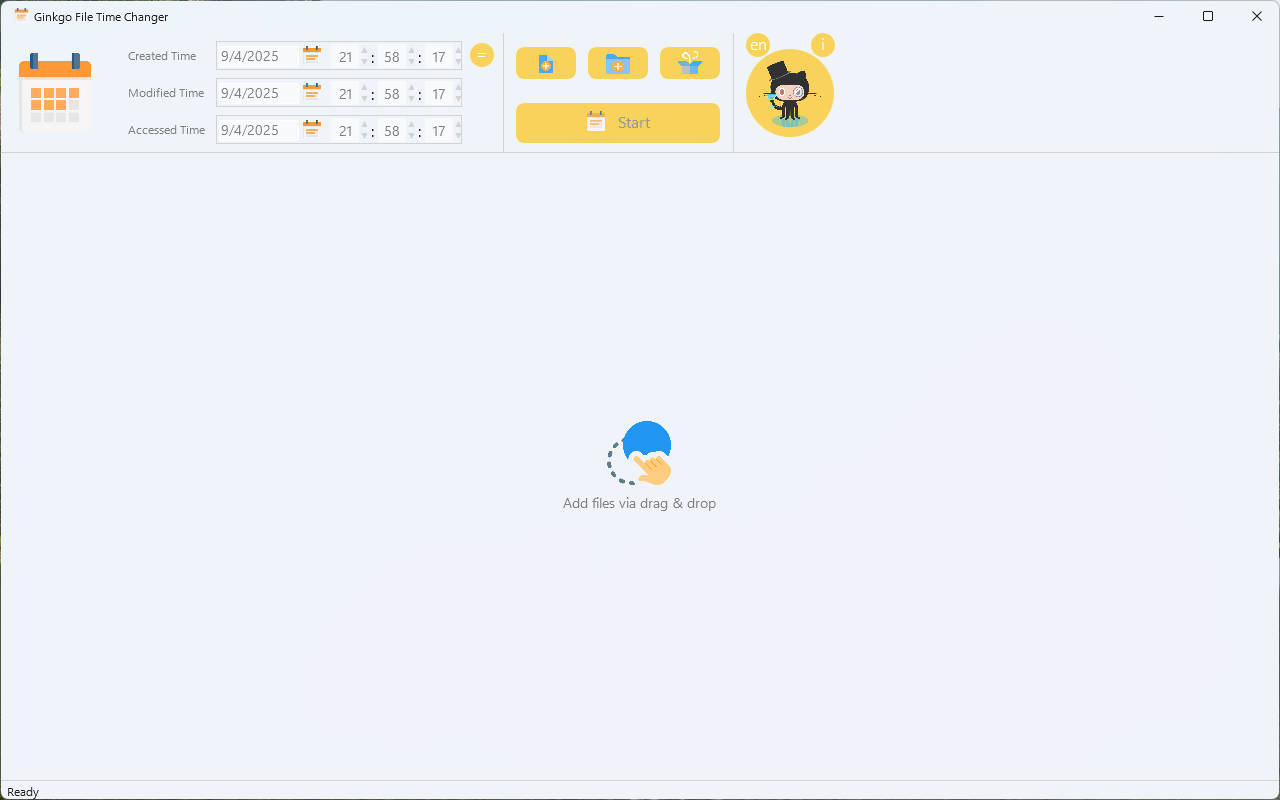 Ginkgo File Time Changer
Created Time 9/4/2025 21 : 58 : 17 =
Modified Time 9/4/2025 21 : 58 : 17
Accessed Time 9/4/2025 21 : 58 : 17
Start
en i
Add files via drag & drop
Ready